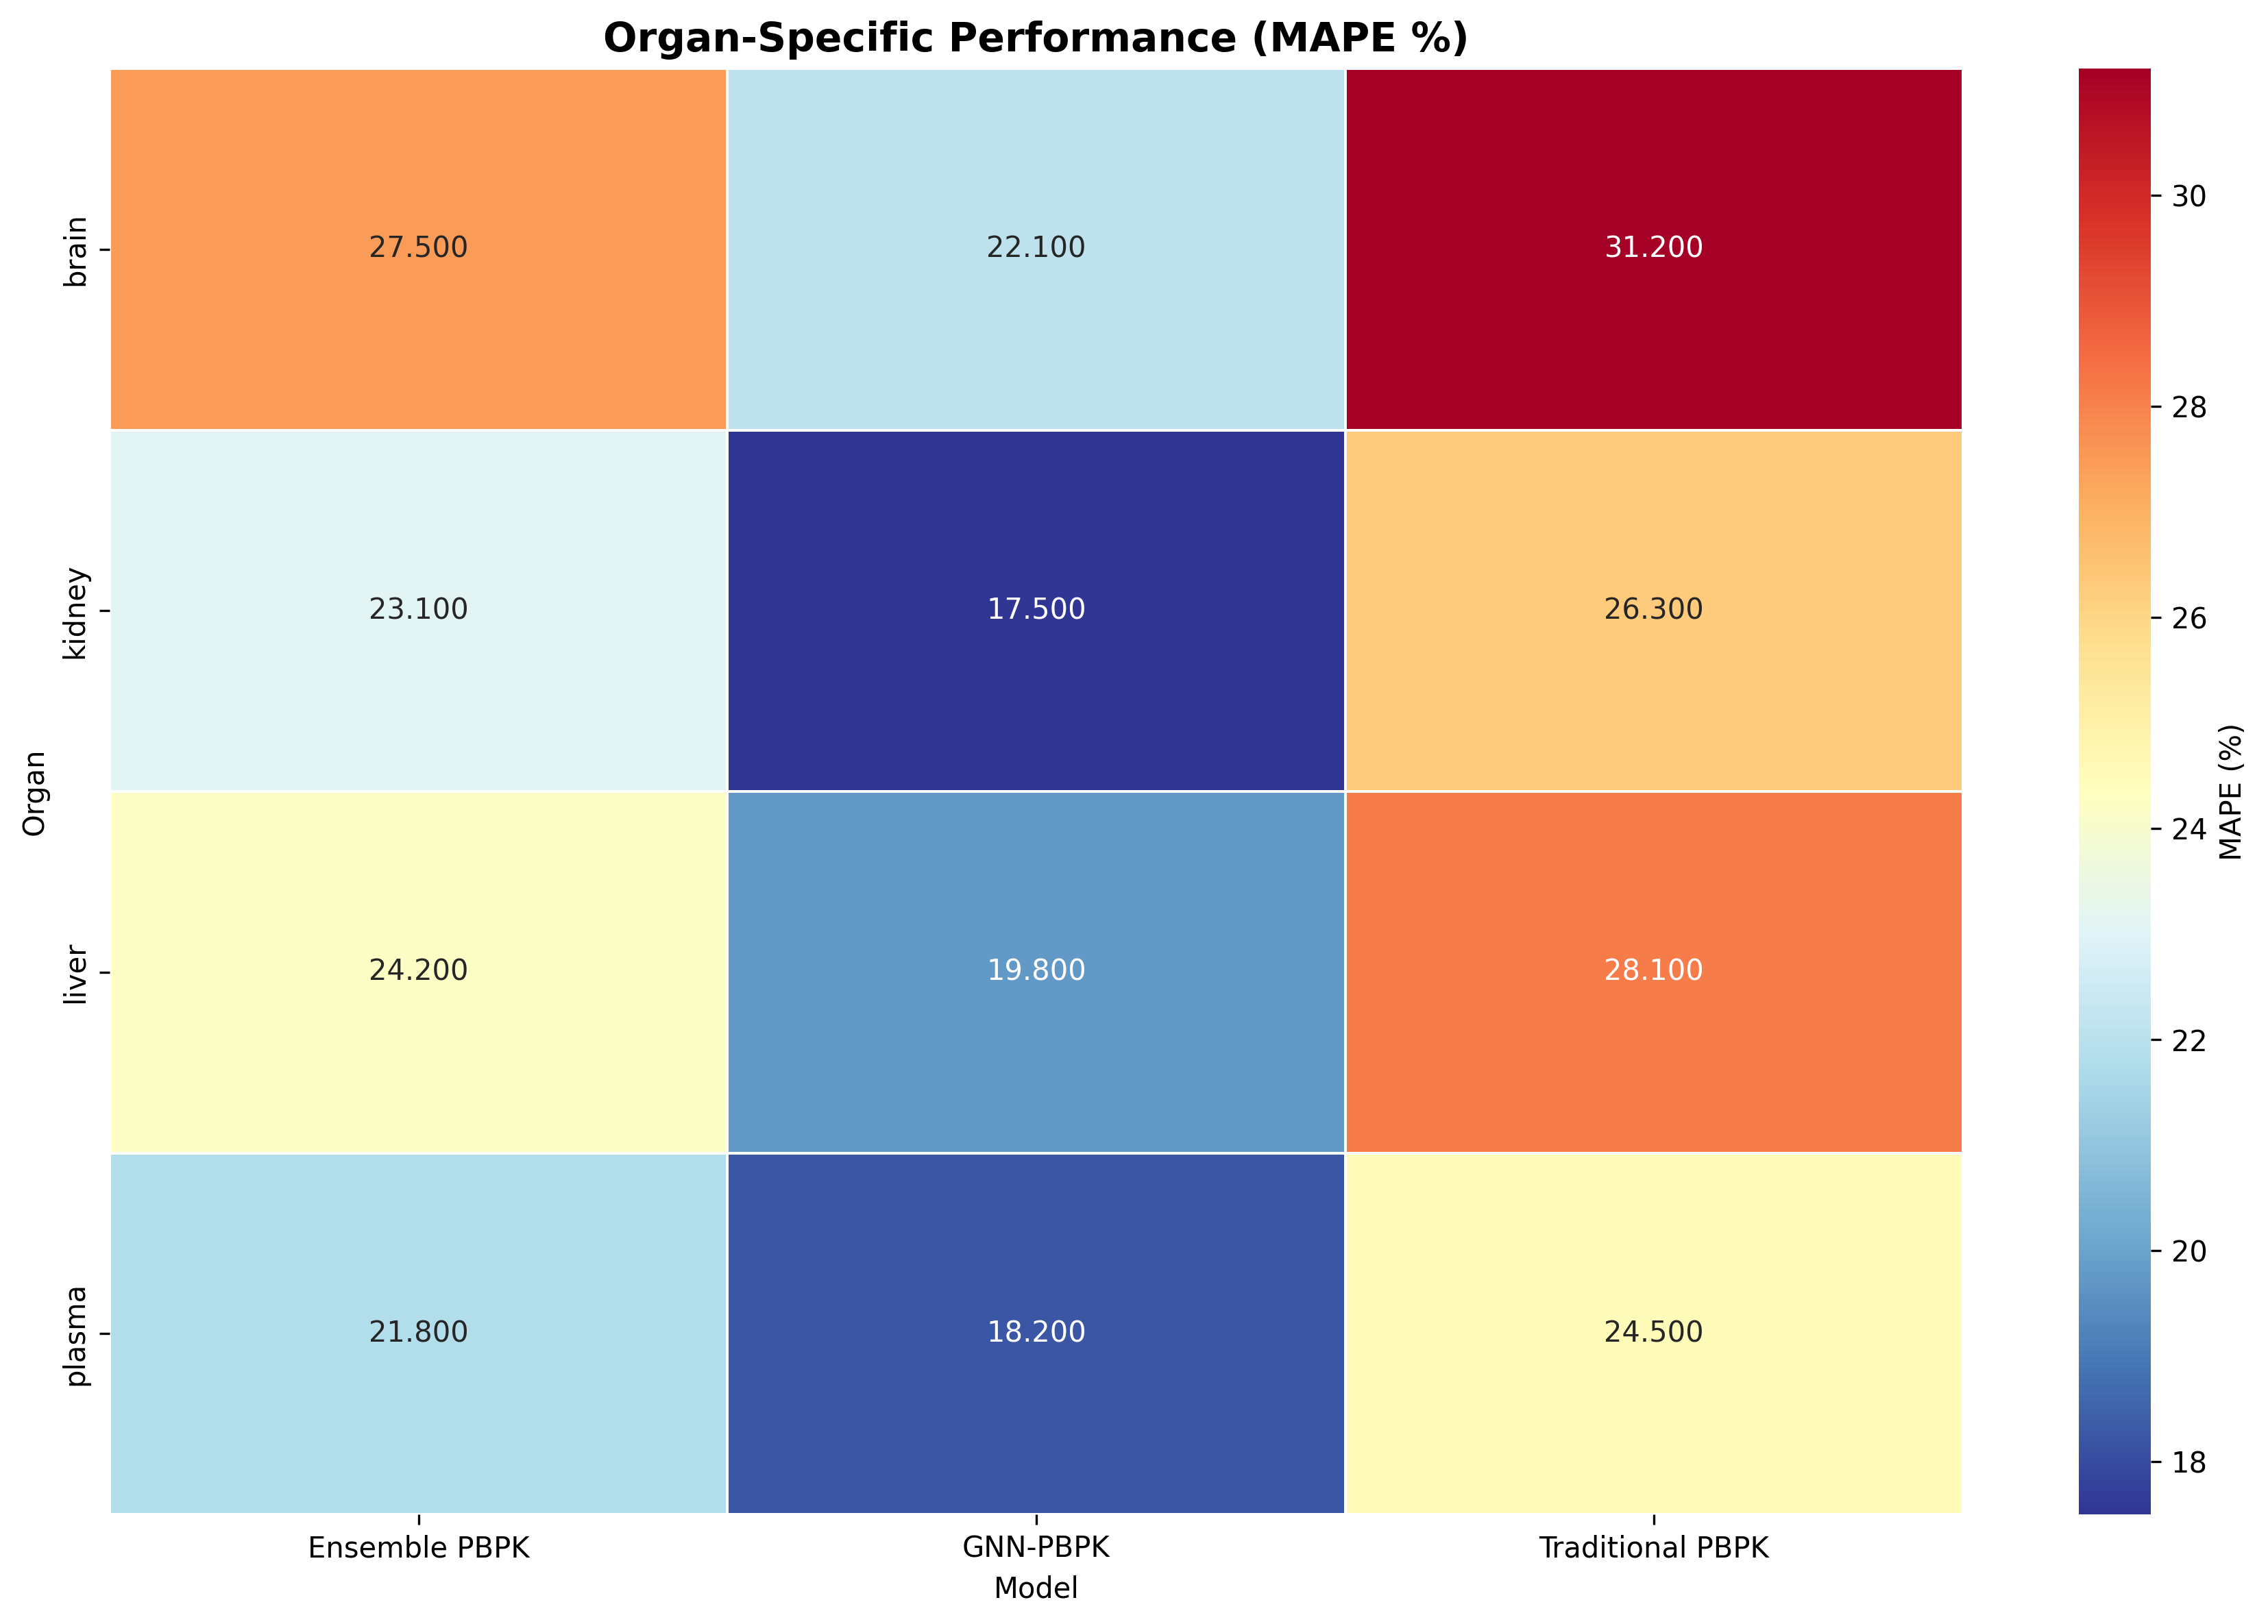 Organ-Specific Performance (MAPE %)
brain 27.500 22.100 31.200
kidney 23.100 17.500 26.300
liver 24.200 19.800 28.100
plasma 21.800 18.200 24.500
Organ
Ensemble PBPK GNN-PBPK Traditional PBPK
Model
30
28
26
24
22
20
18
MAPE (%)